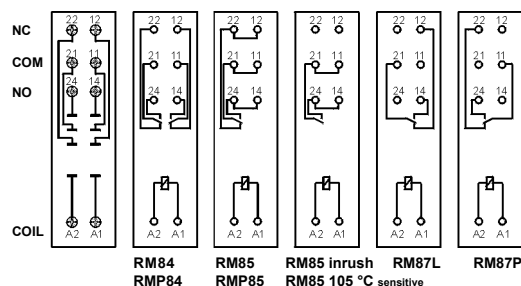 22 12 22 12 22 12 22 12 22 12 22 12
NC
21 11 21 11 21 11 21 11 21 11 21 11
COM
24 14 24 14 24 14 24 14 24 14 24 14
NO
COIL
A2 A1 A2 A1 A2 A1 A2 A1 A2 A1 A2 A1
RM84 RM85 RM85 inrush RM87L RM87P
RMP84 RMP85 RM85 105 °C sensitive